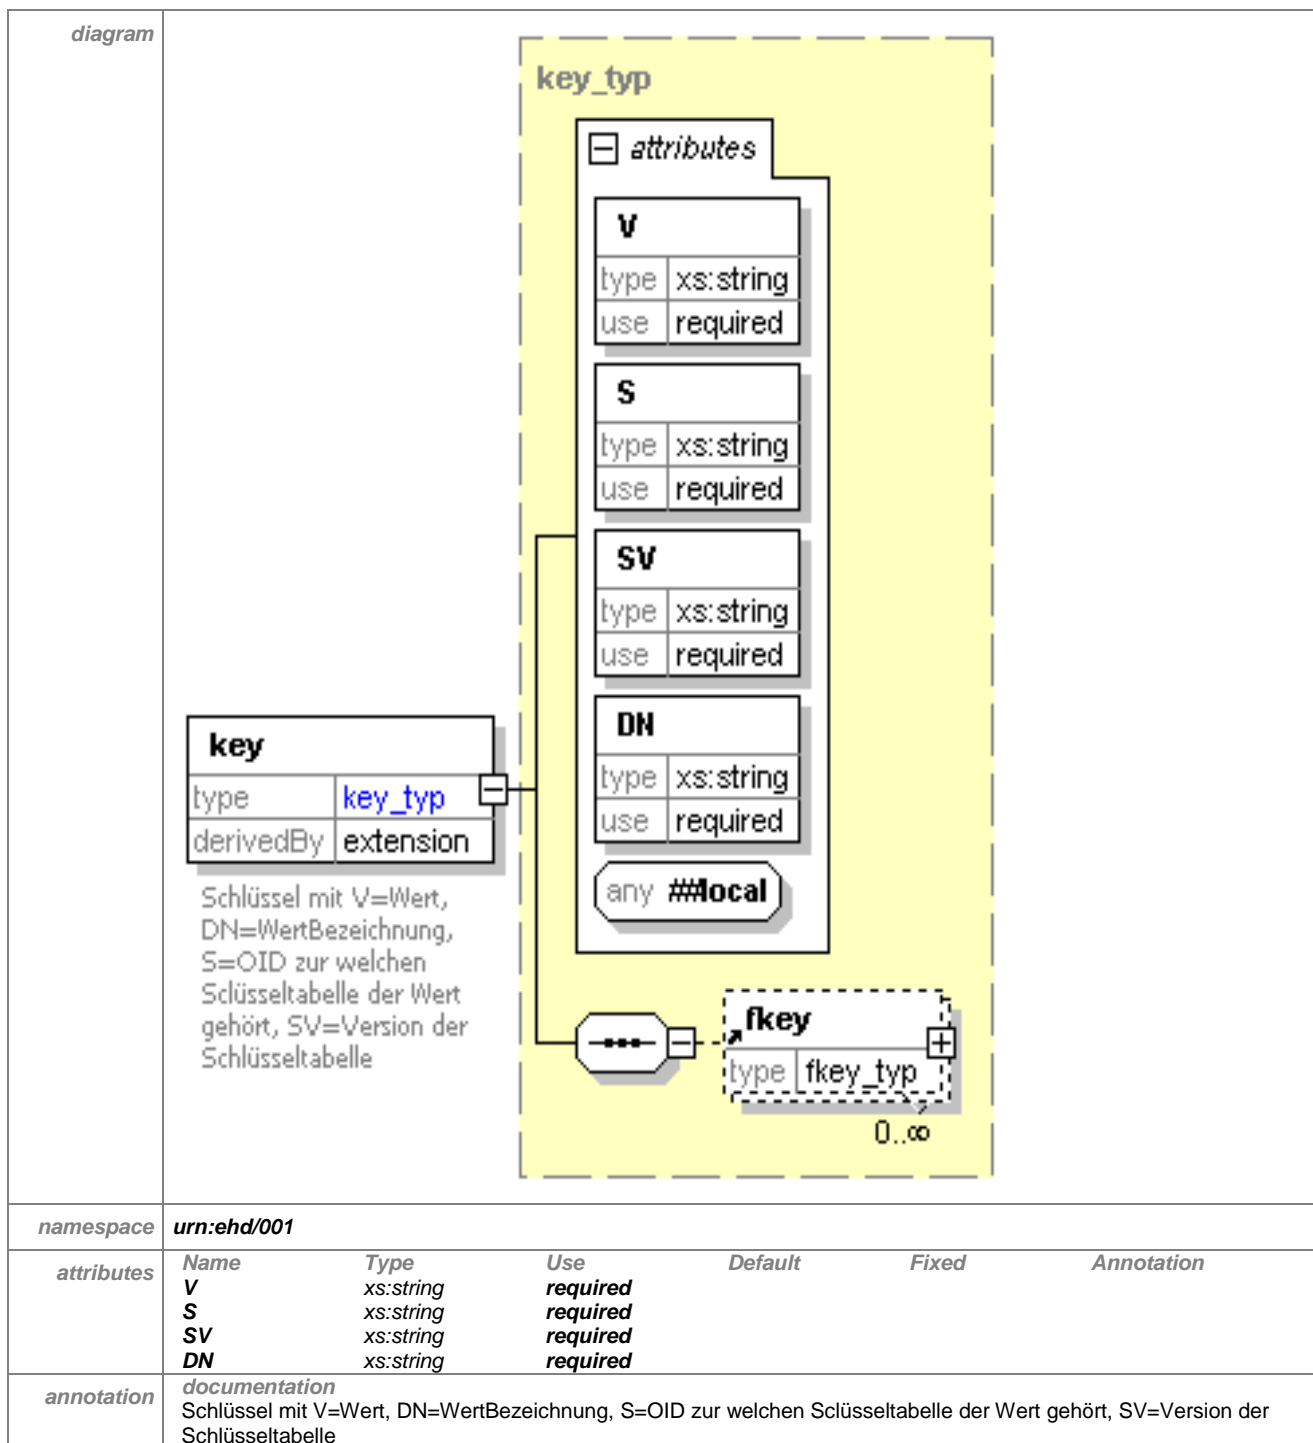 diagram
key_typ
attributes
V
type xs:string
use required
S
type xs:string
use required
SV
type xs:string
use required
DN
type xs:string
use required
any ##local
key
type key_typ
derivedBy extension
Schlüssel mit V=Wert,
DN=WertBezeichnung,
S=OID zur welchen
Sclüsseltabelle der Wert
gehört, SV=Version der
Schlüsseltabelle
fkey
type fkey_typ
0..∞
namespace urn:ehd/001
attributes Name Type Use Default Fixed Annotation
V xs:string required
S xs:string required
SV xs:string required
DN xs:string required
annotation documentation
Schlüssel mit V=Wert, DN=WertBezeichnung, S=OID zur welchen Sclüsseltabelle der Wert gehört, SV=Version der
Schlüsseltabelle